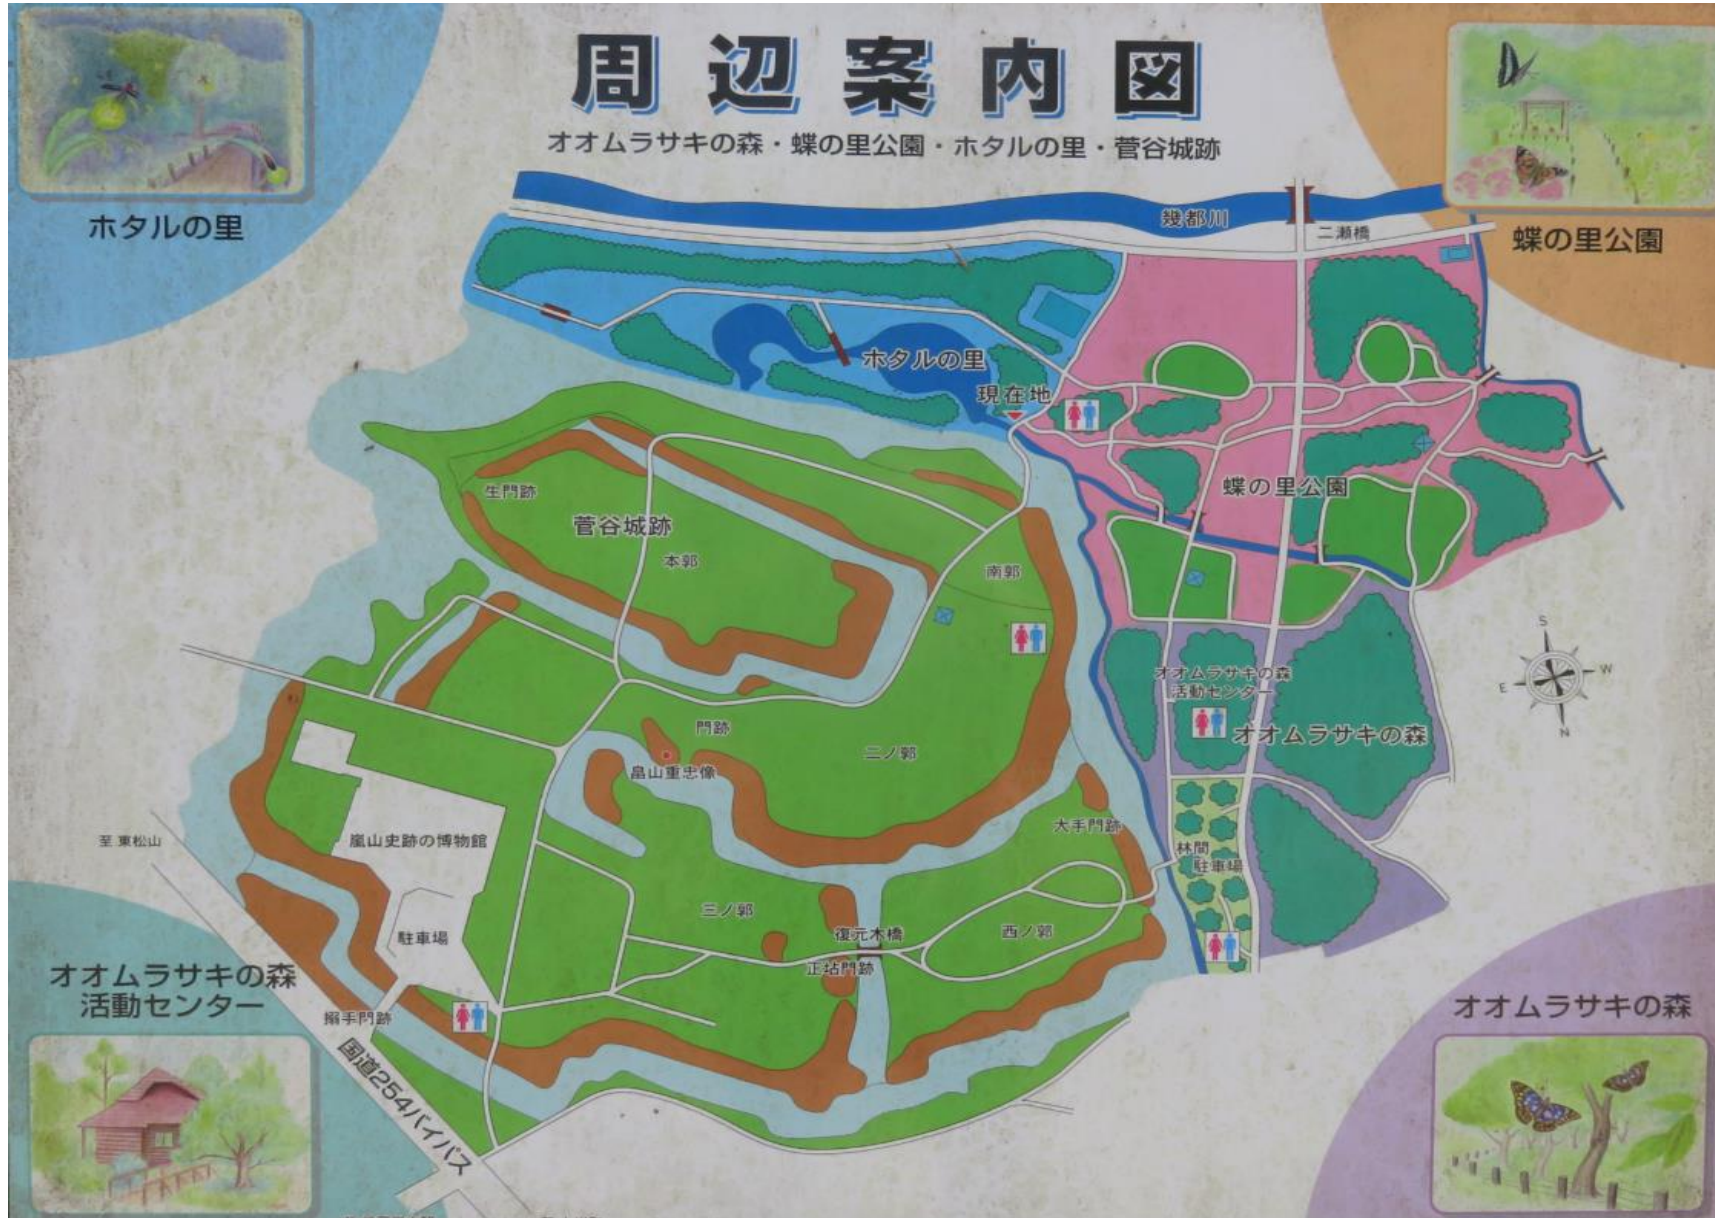 周辺案内図
オオムラサキの森・蝶の里公園・ホタルの里・菅谷城跡
ホタルの里
蝶の里公園
幾都川
二瀬橋
ホタルの里
現在地
生門跡
菅谷城跡
本郭
南郭
蝶の里公園
S
W
E
N
オオムラサキの森
活動センター
オオムラサキの森
門跡
二ノ郭
畠山重忠像
大手門跡
至 東松山
嵐山史跡の博物館
林間
駐車場
三ノ郭
復元木橋
西ノ郭
駐車場
正坫門跡
搦手門跡
国道254バイパス
オオムラサキの森
活動センター
オオムラサキの森